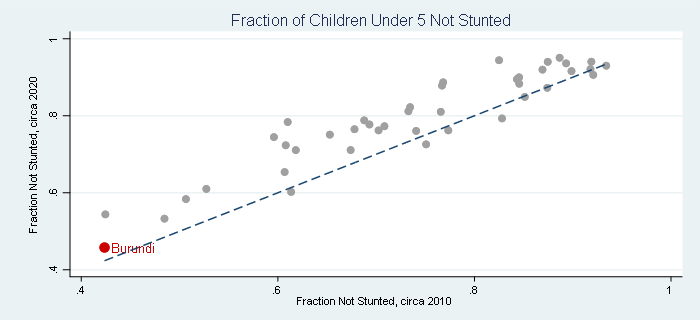 Fraction of Children Under 5 Not Stunted
1
.8
.6
.4
Fraction Not Stunted, circa 2020
Burundi
.4
.6
.8
1
Fraction Not Stunted, circa 2010